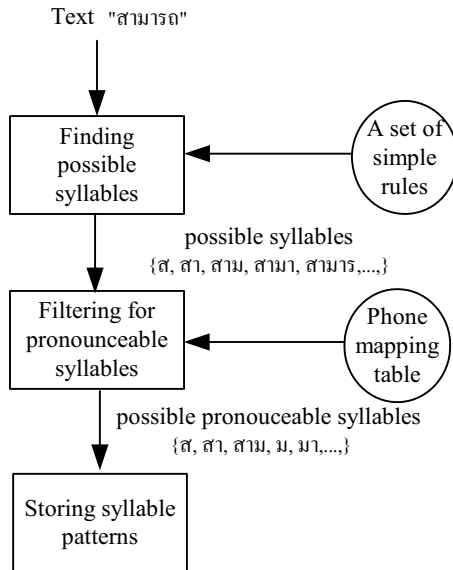 Text "สามารถ"
Finding
possible
syllables
A set of
simple
rules
possible syllables
{ส, สา, สาม, สามา, สามาร,...,}
Filtering for
pronounceable
syllables
Phone
mapping
table
possible pronouceable syllables
{ส, สา, สาม, ม, มา,...,}
Storing syllable
patterns